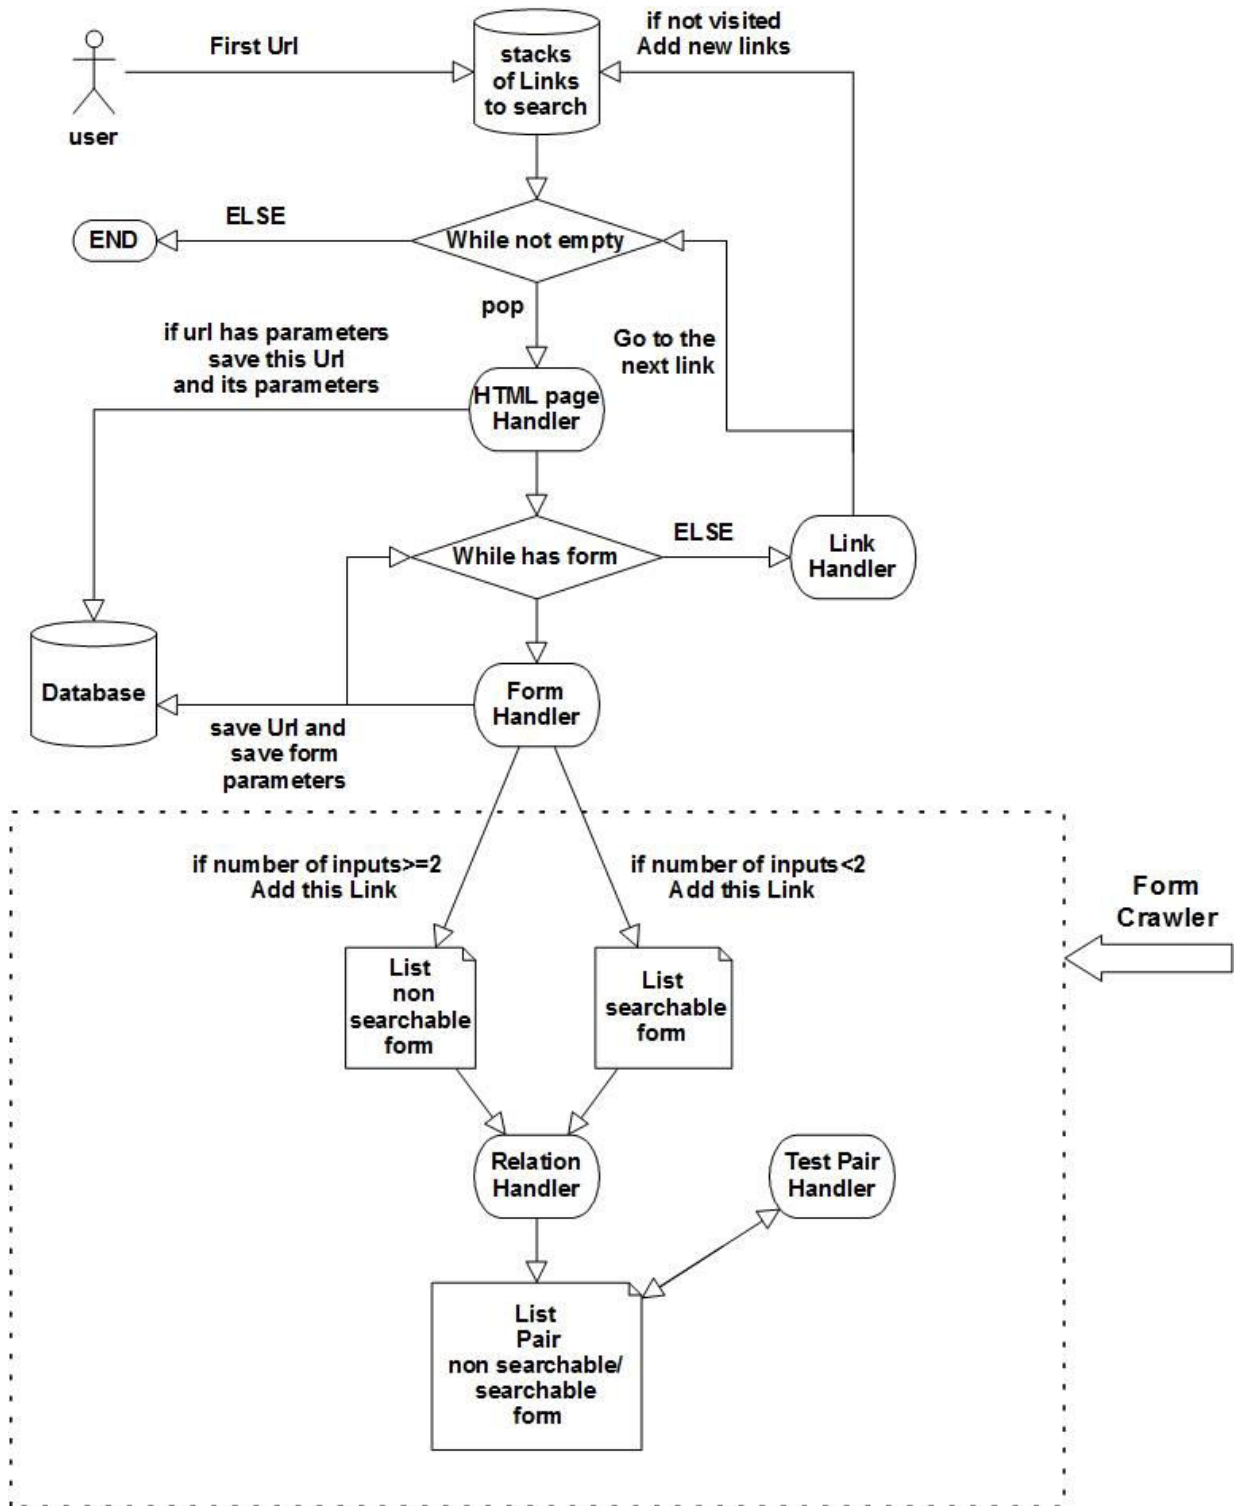 First Url
if not visited
Add new links
stacks
of Links
to search
user
ELSE
END
While not empty
pop
if url has parameters
save this Url
and its parameters
Go to the
next link
HTML page
Handler
ELSE
While has form
Link
Handler
Database
Form
Handler
save Url and
save form
parameters
if number of inputs>=2
Add this Link
if number of inputs<2
Add this Link
Form
Crawler
List
non
searchable
form
List
searchable
form
Relation
Handler
Test Pair
Handler
List
Pair
non searchable/
searchable
form